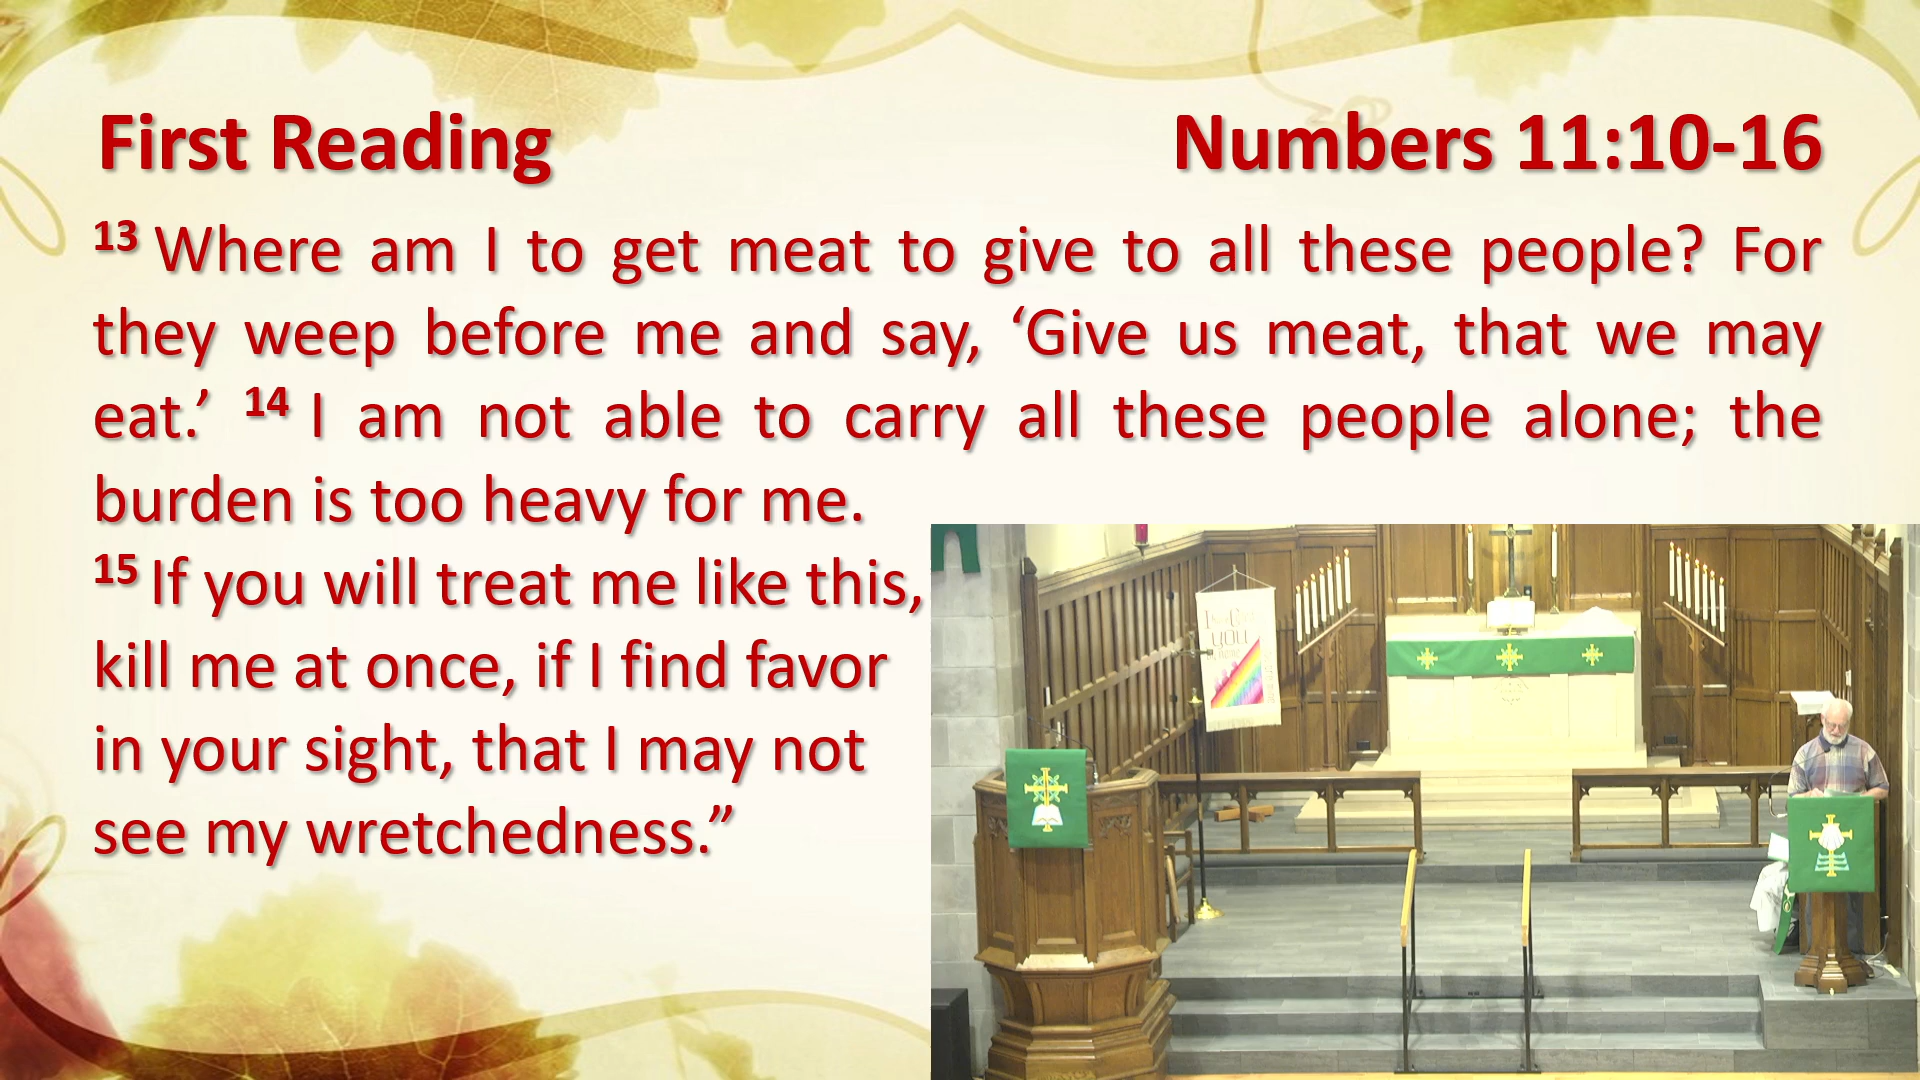 First Reading Numbers 11:10-16
13 Where am I to get meat to give to all these people? For
they weep before me and say, ‘Give us meat, that we may
eat.’ 14 I am not able to carry all these people alone; the
burden is too heavy for me.
15 If you will treat me like this,
kill me at once, if I find favor
in your sight, that I may not
see my wretchedness.”
YOU